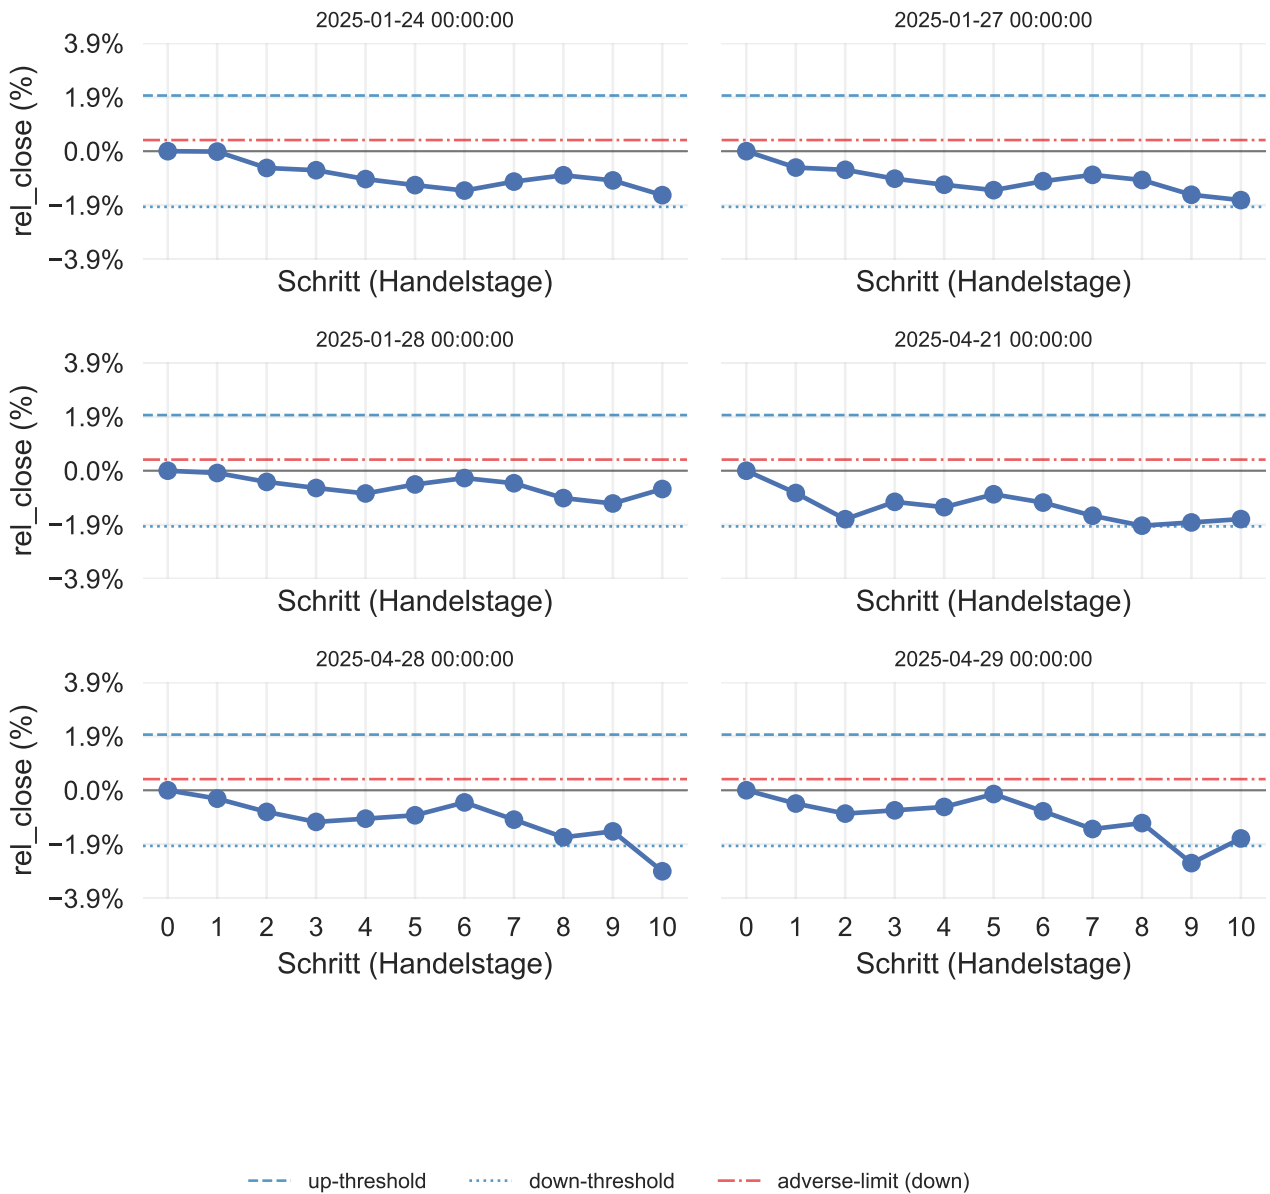 2025-01-24 00:00:00
2025-01-27 00:00:00
3.9%
1.9%
0.0%
−1.9%
−3.9%
rel_close (%)
Schritt (Handelstage)
Schritt (Handelstage)
2025-01-28 00:00:00
2025-04-21 00:00:00
3.9%
1.9%
0.0%
−1.9%
−3.9%
rel_close (%)
Schritt (Handelstage)
Schritt (Handelstage)
2025-04-28 00:00:00
2025-04-29 00:00:00
3.9%
1.9%
0.0%
−1.9%
−3.9%
rel_close (%)
0 1 2 3 4 5 6 7 8 9 10
0 1 2 3 4 5 6 7 8 9 10
Schritt (Handelstage)
Schritt (Handelstage)
up-threshold down-threshold adverse-limit (down)